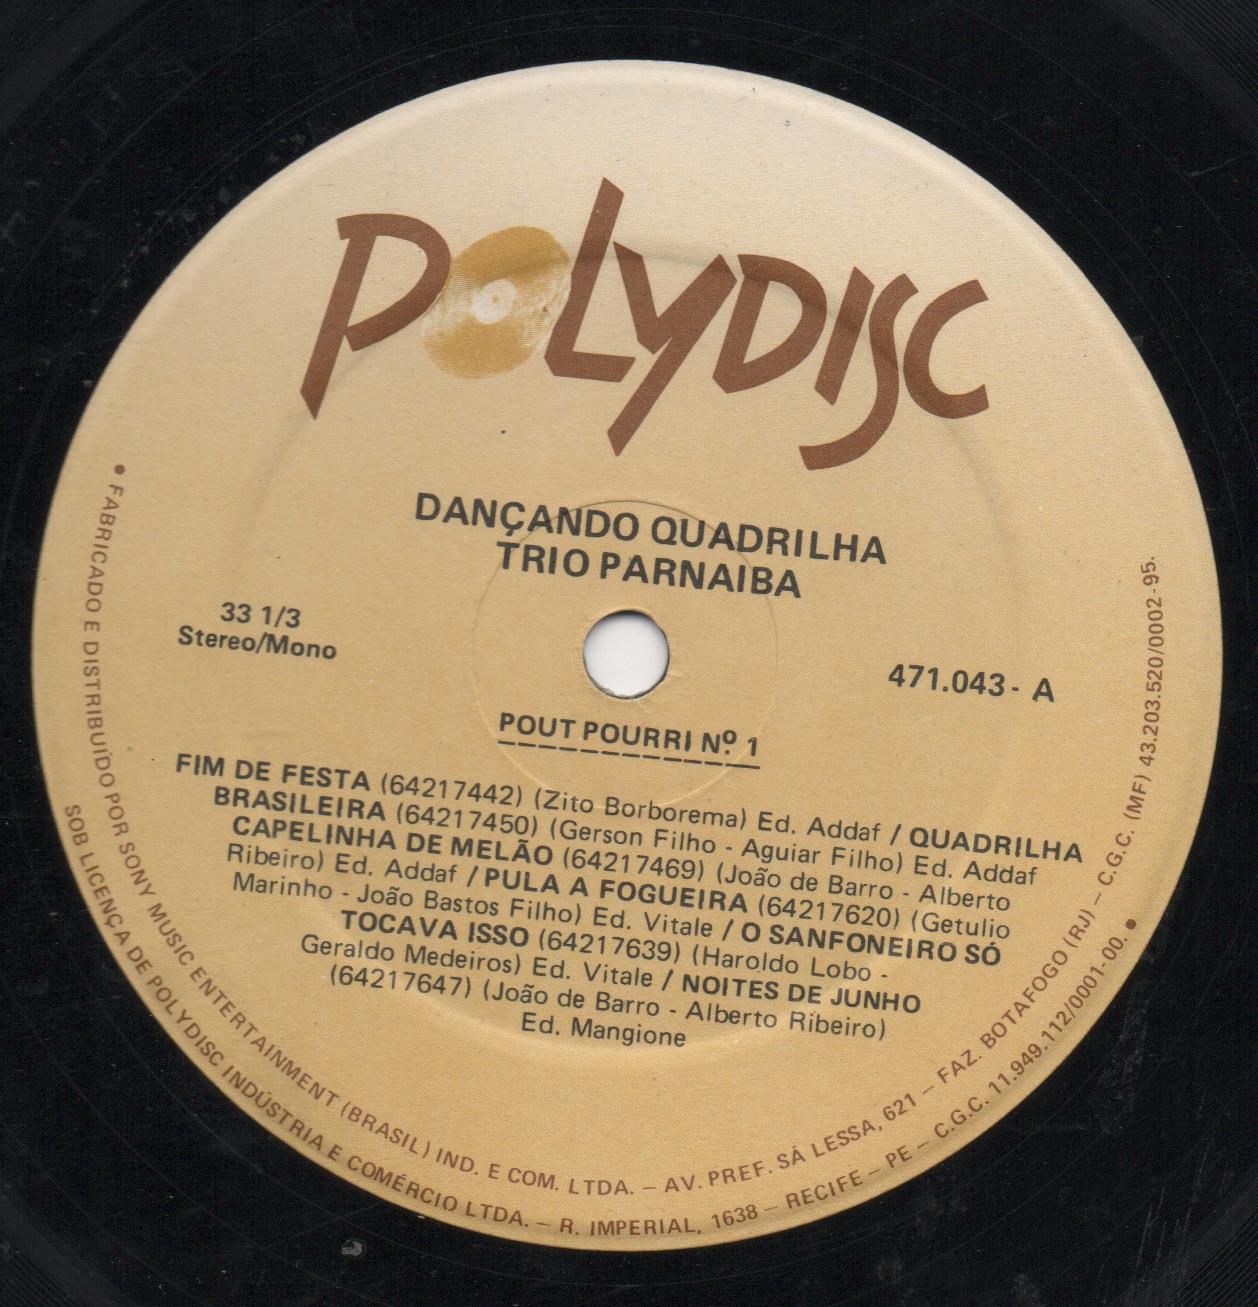 POLYDISC
DANÇANDO QUADRILHA
TRIO PARNAIBA
33 1/3
Stereo/Mono
471.043 - A
POUT POURRI Nº 1
FIM DE FESTA (64217442) (Zito Borborema) Ed. Addaf / QUADRILHA
BRASILEIRA (64217450) (Gerson Filho - Aguiar Filho) Ed. Addaf
CAPELINHA DE MELÃO (64217469) (João de Barro - Alberto
Ribeiro) Ed. Addaf / PULA A FOGUEIRA (64217620) (Getulio
Marinho - João Bastos Filho) Ed. Vitale / O SANFONEIRO SÓ
TOCAVA ISSO (64217639) (Haroldo Lobo -
Geraldo Medeiros) Ed. Vitale / NOITES DE JUNHO
(64217647) (João de Barro - Alberto Ribeiro)
Ed. Mangione
• FABRICADO E DISTRIBUÍDO POR SONY MUSIC ENTERTAINMENT (BRASIL) IND. E COM. LTDA. – AV. PREF. SÁ LESSA, 621 – FAZ. BOTAFOGO (RJ) – C.G.C. (MF) 43.203.520/0002-95.
SOB LICENÇA DE POLYDISC INDÚSTRIA E COMÉRCIO LTDA. – R. IMPERIAL, 1638 – RECIFE – PE – C.G.C. 11.949.112/0001-00. •